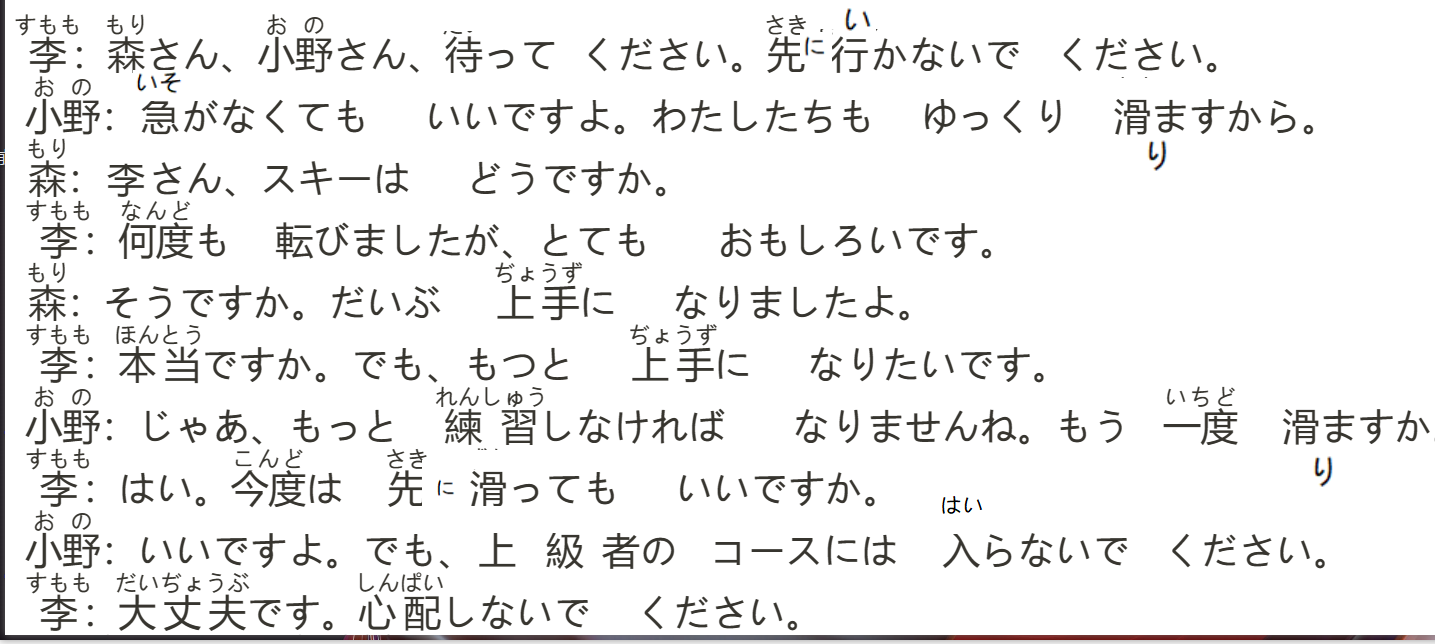 すもも もり お の さき い
李：森さん、小野さん、待って ください。先に行かないで ください。
お の いそ
小野：急がなくても いいですよ。わたしたちも ゆっくり 滑ますから。
もり り
森：李さん、スキーは どうですか。
すもも なんど
李：何度も 転びましたが、とても おもしろいです。
もり ぢょうず
森：そうですか。だいぶ 上手に なりましたよ。
すもも ほんとう ぢょうず
李：本当ですか。でも、もつと 上手に なりたいです。
お の れんしゅう いちど
小野：じゃあ、もっと 練習しなければ なりませんね。もう 一度 滑ますか
すもも こんど さき り
李：はい。今度は 先に 滑っても いいですか。
お の はい
小野：いいですよ。でも、上級者の コースには 入らないで ください。
すもも だいぢょうぶ しんぱい
李：大丈夫です。心配しないで ください。